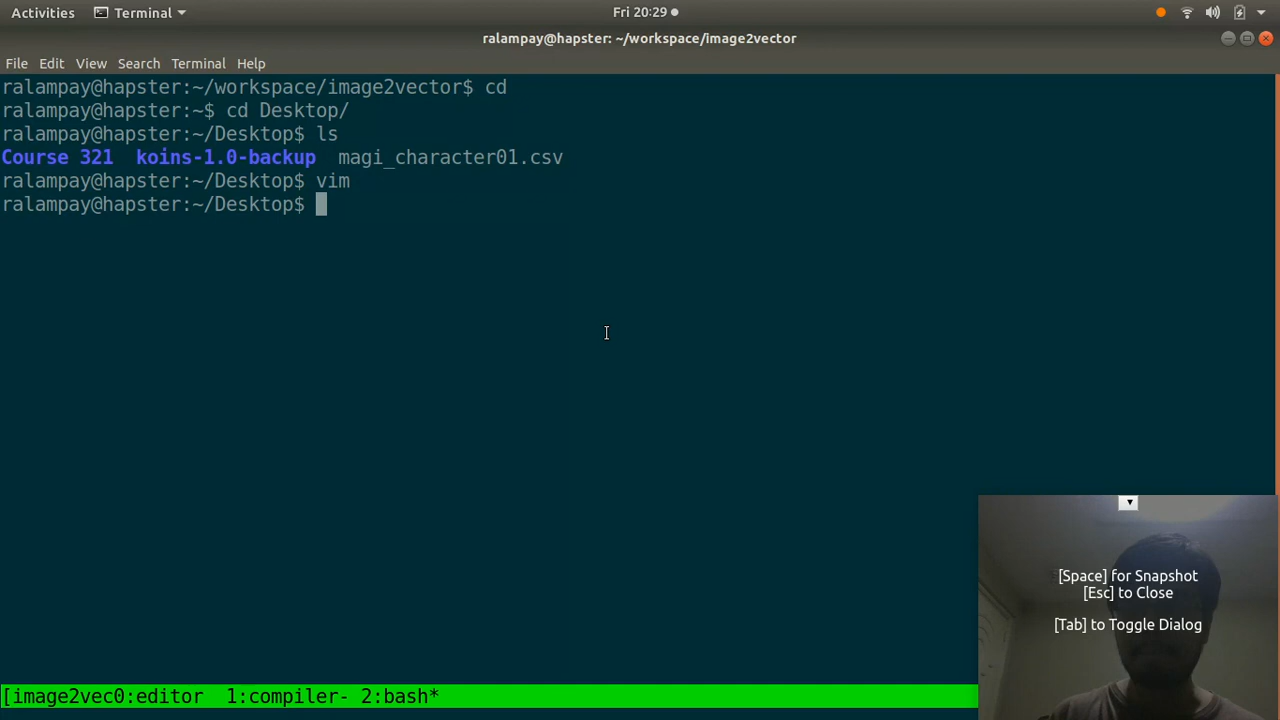 Activities Terminal Fri 20:29
ralampay@hapster: ~/workspace/image2vector
File Edit View Search Terminal Help
ralampay@hapster:~/workspace/image2vector$ cd
ralampay@hapster:~$ cd Desktop/
ralampay@hapster:~/Desktop$ ls
Course 321 koins-1.0-backup magi_character01.csv
ralampay@hapster:~/Desktop$ vim
ralampay@hapster:~/Desktop$
[Space] for Snapshot
[Esc] to Close
[Tab] to Toggle Dialog
[image2vec0:editor 1:compiler- 2:bash*